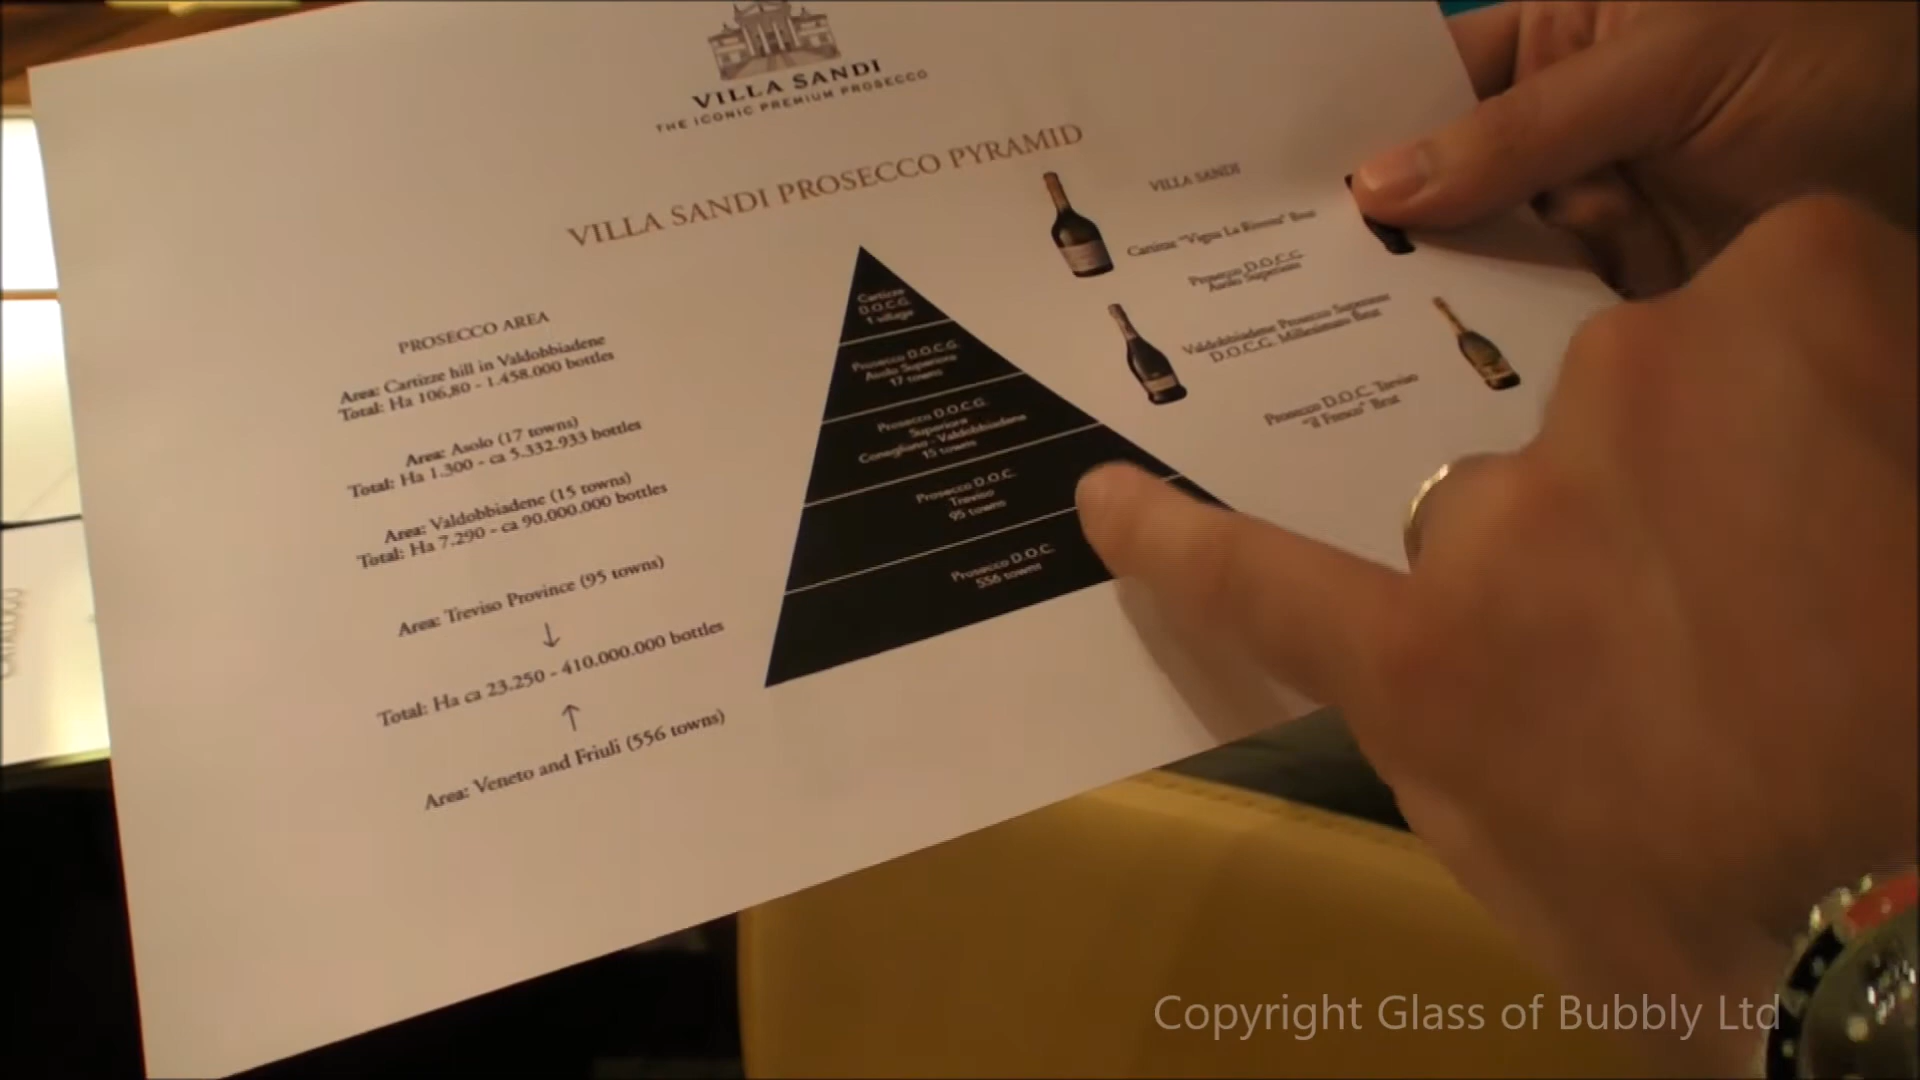 VILLA SANDI
THE ICONIC PREMIUM PROSECCO
VILLA SANDI PROSECCO PYRAMID
PROSECCO AREA
Area: Cartizze hill in Valdobbiadene
Total: Ha 106,80 - 1.458.000 bottles
Area: Asolo (17 towns)
Total: Ha 1.300 - ca 5.332.933 bottles
Area: Valdobbiadene (15 towns)
Total: Ha 7.290 - ca 90.000.000 bottles
Area: Treviso Province (95 towns)
↓
Total: Ha ca 23.250 - 410.000.000 bottles
↑
Area: Veneto and Friuli (556 towns)
Cartizze
D.O.C.G.
1 village
Prosecco D.O.C.G.
Asolo Superiore
17 towns
Prosecco D.O.C.G.
Superiore
Conegliano - Valdobbiadene
15 towns
Prosecco D.O.C.
Treviso
95 towns
Prosecco D.O.C.
556 towns
VILLA SANDI
Cartizze "Vigna La Rivetta" Brut
Prosecco D.O.C.G.
Asolo Superiore
Valdobbiadene Prosecco Superiore
D.O.C.G. Millesimato Brut
Prosecco D.O.C. Treviso
"il Fresco" Brut
Copyright Glass of Bubbly Ltd